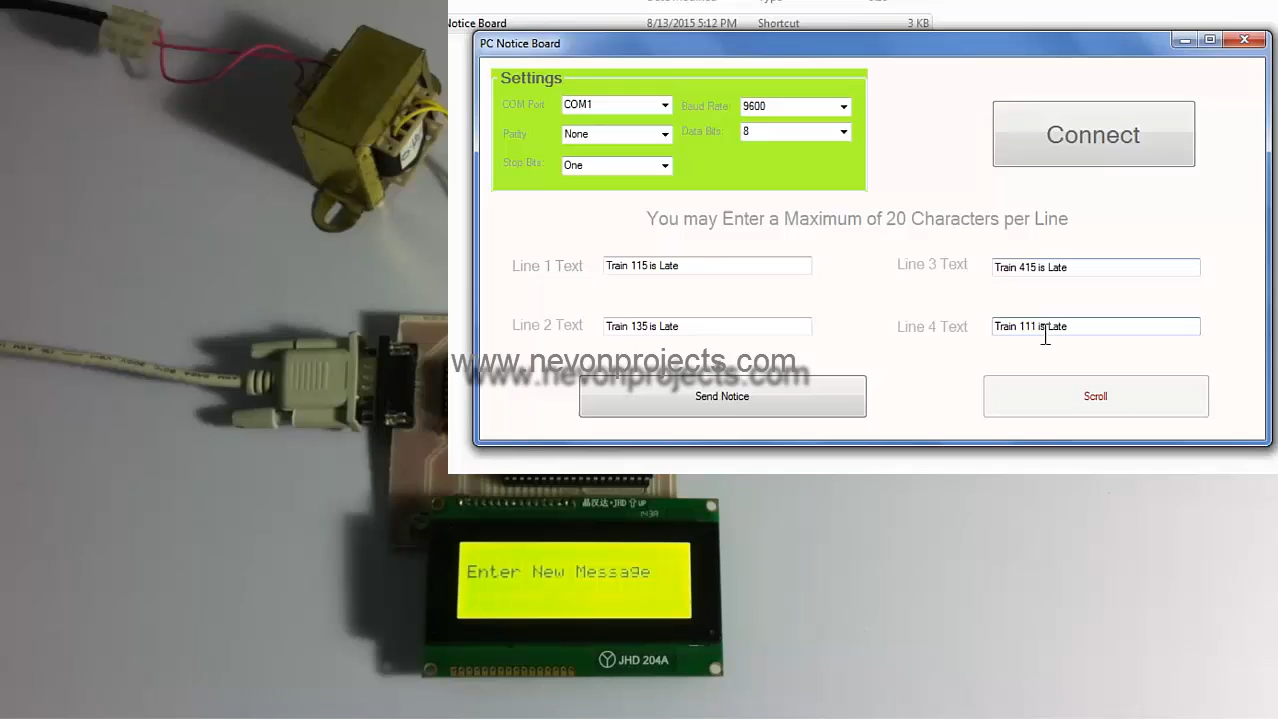 Notice Board 8/13/2015 5:12 PM Shortcut 3 KB
PC Notice Board
Settings
COM Port COM1 Baud Rate: 9600
Parity None Data Bits: 8
Stop Bits: One
Connect
You may Enter a Maximum of 20 Characters per Line
Line 1 Text Train 115 is Late Line 3 Text Train 415 is Late
Line 2 Text Train 135 is Late Line 4 Text Train 111 is Late
www.nevonprojects.com
Send Notice Scroll
晶汉达·JHD UP
Enter New Message
JHD 204A